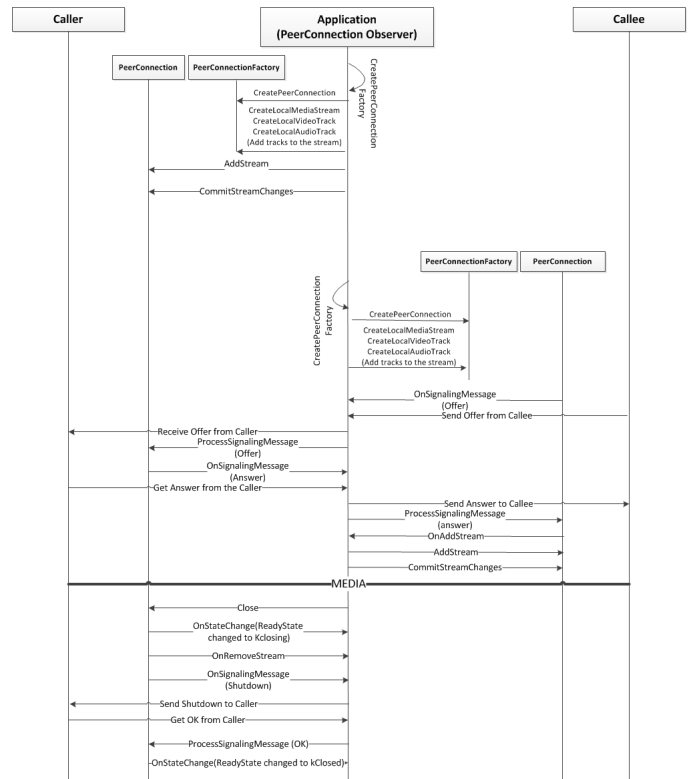 Caller
Application
(PeerConnection Observer)
Callee
PeerConnection
PeerConnectionFactory
CreatePeerConnection
Factory
CreatePeerConnection
CreateLocalMediaStream
CreateLocalVideoTrack
CreateLocalAudioTrack
(Add tracks to the stream)
AddStream
CommitStreamChanges
PeerConnectionFactory
PeerConnection
CreatePeerConnection
Factory
CreatePeerConnection
CreateLocalMediaStream
CreateLocalVideoTrack
CreateLocalAudioTrack
(Add tracks to the stream)
OnSignalingMessage
(Offer)
Send Offer from Callee
Receive Offer from Caller
ProcessSignalingMessage
(Offer)
OnSignalingMessage
(Answer)
Get Answer from the Caller
Send Answer to Callee
ProcessSignalingMessage
(answer)
OnAddStream
AddStream
CommitStreamChanges
MEDIA
Close
OnStateChange(ReadyState
changed to Kclosing)
OnRemoveStream
OnSignalingMessage
(Shutdown)
Send Shutdown to Caller
Get OK from Caller
ProcessSignalingMessage (OK)
OnStateChange(ReadyState changed to kClosed)